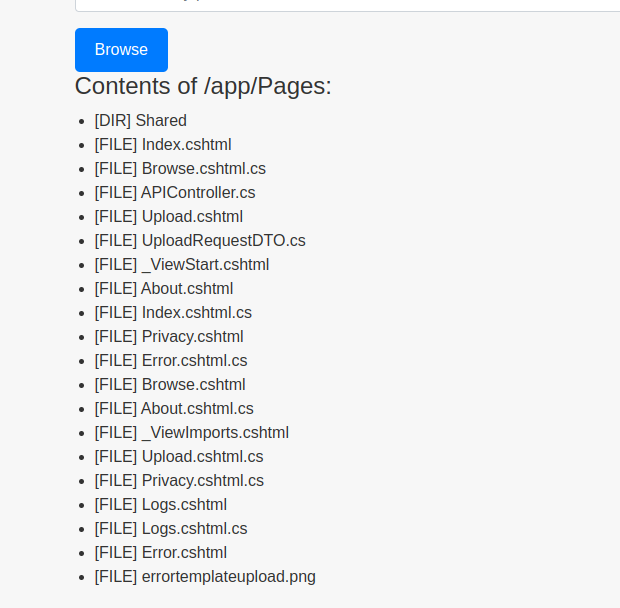 Browse
Contents of /app/Pages:
[DIR] Shared
[FILE] Index.cshtml
[FILE] Browse.cshtml.cs
[FILE] APIController.cs
[FILE] Upload.cshtml
[FILE] UploadRequestDTO.cs
[FILE] _ViewStart.cshtml
[FILE] About.cshtml
[FILE] Index.cshtml.cs
[FILE] Privacy.cshtml
[FILE] Error.cshtml.cs
[FILE] Browse.cshtml
[FILE] About.cshtml.cs
[FILE] _ViewImports.cshtml
[FILE] Upload.cshtml.cs
[FILE] Privacy.cshtml.cs
[FILE] Logs.cshtml
[FILE] Logs.cshtml.cs
[FILE] Error.cshtml
[FILE] errortemplateupload.png